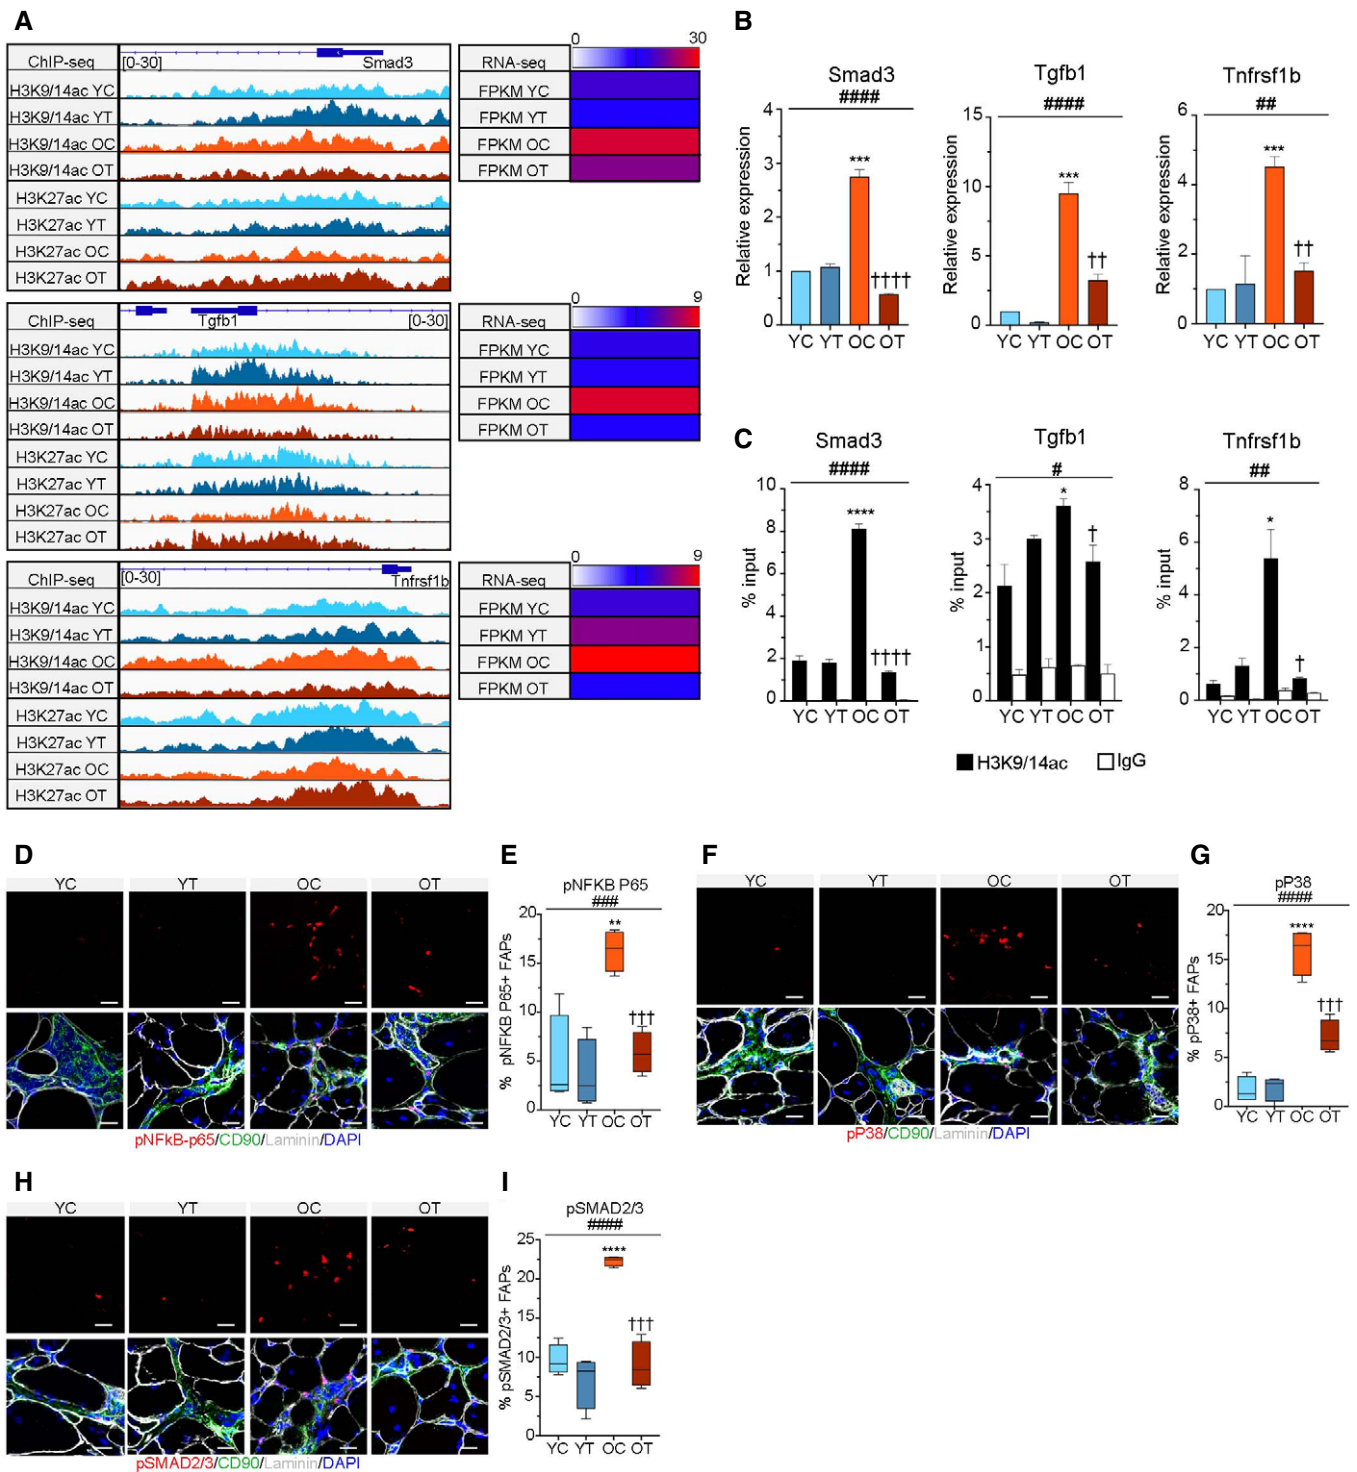 A
ChIP-seq
[0-30]
Smad3
H3K9/14ac YC
H3K9/14ac YT
H3K9/14ac OC
H3K9/14ac OT
H3K27ac YC
H3K27ac YT
H3K27ac OC
H3K27ac OT
0 30
RNA-seq
FPKM YC
FPKM YT
FPKM OC
FPKM OT
ChIP-seq
Tgfb1
[0-30]
H3K9/14ac YC
H3K9/14ac YT
H3K9/14ac OC
H3K9/14ac OT
H3K27ac YC
H3K27ac YT
H3K27ac OC
H3K27ac OT
0 9
RNA-seq
FPKM YC
FPKM YT
FPKM OC
FPKM OT
ChIP-seq
[0-30]
Tnfrsf1b
H3K9/14ac YC
H3K9/14ac YT
H3K9/14ac OC
H3K9/14ac OT
H3K27ac YC
H3K27ac YT
H3K27ac OC
H3K27ac OT
0 9
RNA-seq
FPKM YC
FPKM YT
FPKM OC
FPKM OT
B
Smad3
####
Relative expression
4
3
2
1
0
***
††††
YC YT OC OT
Tgfb1
####
Relative expression
15
10
5
0
***
††
YC YT OC OT
Tnfrsf1b
##
Relative expression
6
4
2
0
***
††
YC YT OC OT
C
Smad3
####
% input
10
8
6
4
2
0
****
††††
YC YT OC OT
Tgfb1
#
% input
4
3
2
1
0
*
†
YC YT OC OT
Tnfrsf1b
##
% input
8
6
4
2
0
*
†
YC YT OC OT
H3K9/14ac IgG
D
YC YT OC OT
pNFkB-p65/CD90/Laminin/DAPI
E
pNFKB P65
###
% pNFKB P65+ FAPs
20
15
10
5
0
**
†††
YC YT OC OT
F
YC YT OC OT
pP38/CD90/Laminin/DAPI
G
pP38
####
% pP38+ FAPs
20
15
10
5
0
****
†††
YC YT OC OT
H
YC YT OC OT
pSMAD2/3/CD90/Laminin/DAPI
I
pSMAD2/3
####
% pSMAD2/3+ FAPs
25
20
15
10
5
0
****
†††
YC YT OC OT